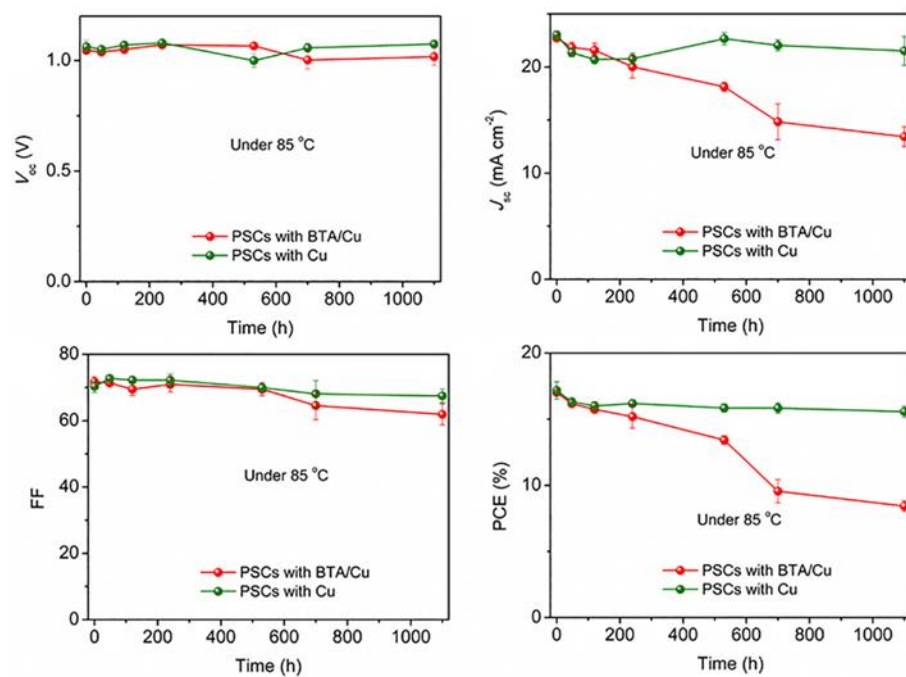 1.0
0.5
0.0
V_oc (V)
Under 85 °C
PSCs with BTA/Cu
PSCs with Cu
0 200 400 600 800 1000
Time (h)
20
10
0
J_sc (mA cm⁻²)
Under 85 °C
PSCs with BTA/Cu
PSCs with Cu
0 200 400 600 800 1000
Time (h)
80
60
40
20
0
FF
Under 85 °C
PSCs with BTA/Cu
PSCs with Cu
0 200 400 600 800 1000
Time (h)
20
10
0
PCE (%)
Under 85 °C
PSCs with BTA/Cu
PSCs with Cu
0 200 400 600 800 1000
Time (h)